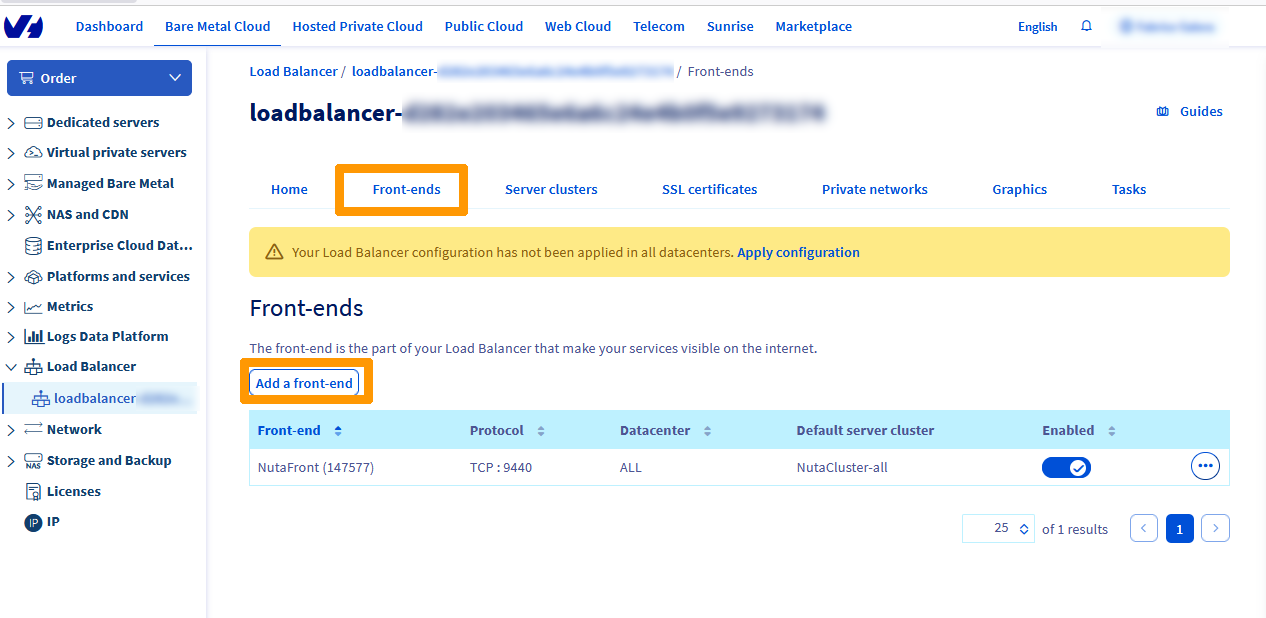 Dashboard Bare Metal Cloud Hosted Private Cloud Public Cloud Web Cloud Telecom Sunrise Marketplace English
Order
Dedicated servers
Virtual private servers
Managed Bare Metal
NAS and CDN
Enterprise Cloud Dat...
Platforms and services
Metrics
Logs Data Platform
Load Balancer
loadbalancer
Network
NAS Storage and Backup
Licenses
IP IP
Load Balancer / loadbalancer- / Front-ends
loadbalancer-
Guides
Home Front-ends Server clusters SSL certificates Private networks Graphics Tasks
Your Load Balancer configuration has not been applied in all datacenters. Apply configuration
Front-ends
The front-end is the part of your Load Balancer that make your services visible on the internet.
Add a front-end
Front-end Protocol Datacenter Default server cluster Enabled
NutaFront (147577) TCP : 9440 ALL NutaCluster-all
25 of 1 results 1